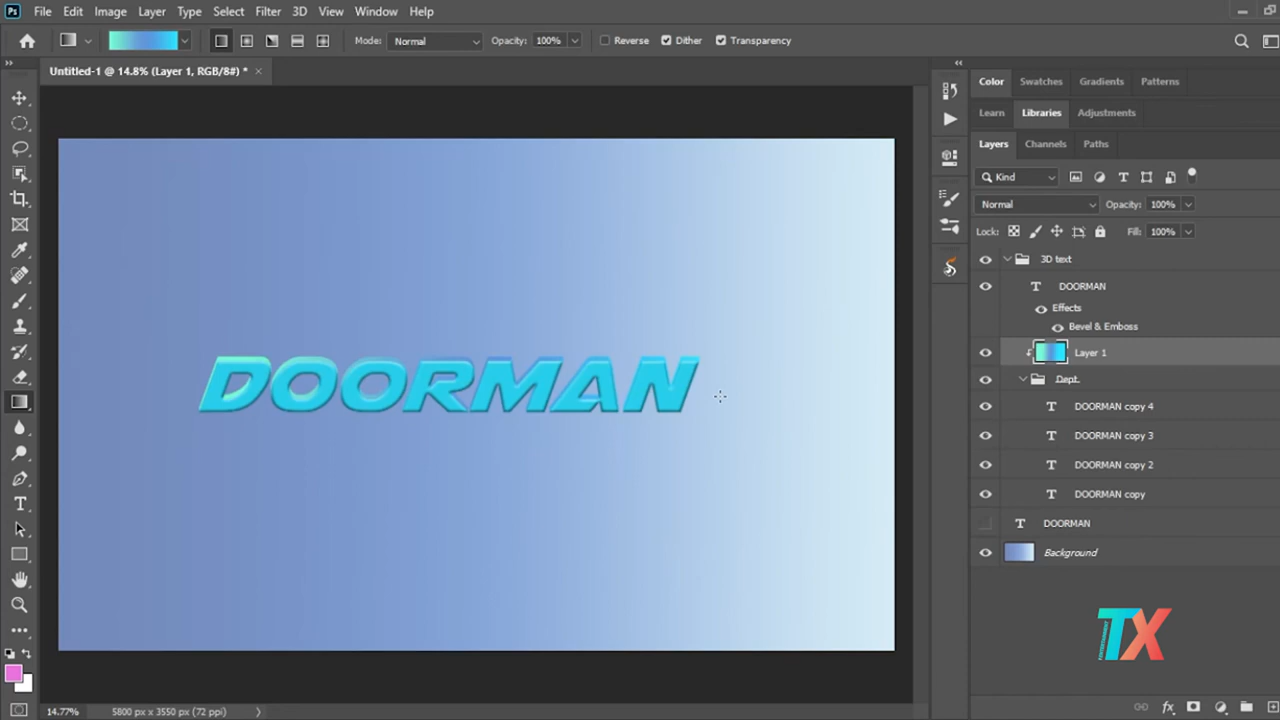 Ps File Edit Image Layer Type Select Filter 3D View Window Help
Mode: Normal Opacity: 100% Reverse Dither Transparency
Untitled-1 @ 14.8% (Layer 1, RGB/8#) * ×
Color Swatches Gradients Patterns
Learn Libraries Adjustments
Layers Channels Paths
Kind
Normal Opacity: 100%
Lock: Fill: 100%
3D text
T DOORMAN
Effects
Bevel & Emboss
Layer 1
Dept.
T DOORMAN copy 4
T DOORMAN copy 3
T DOORMAN copy 2
T DOORMAN copy
T DOORMAN
Background
DOORMAN
TX
14.77% 5800 px x 3550 px (72 ppi)